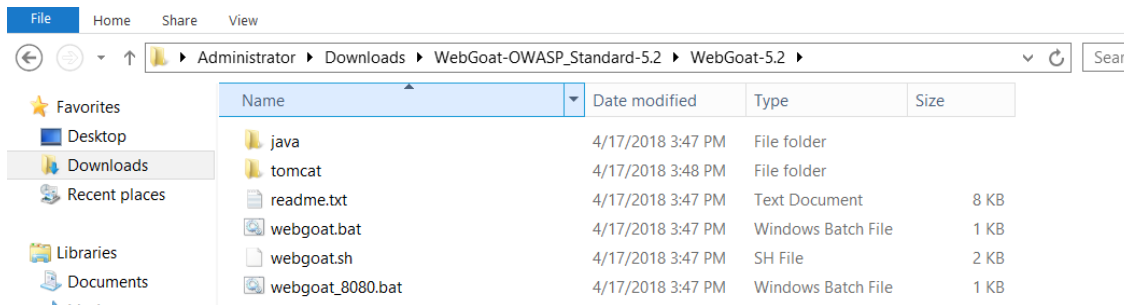 File Home Share View
Administrator Downloads WebGoat-OWASP_Standard-5.2 WebGoat-5.2 Sear
Favorites
Desktop
Downloads
Recent places
Libraries
Documents
Name Date modified Type Size
java 4/17/2018 3:47 PM File folder
tomcat 4/17/2018 3:48 PM File folder
readme.txt 4/17/2018 3:47 PM Text Document 8 KB
webgoat.bat 4/17/2018 3:47 PM Windows Batch File 1 KB
webgoat.sh 4/17/2018 3:47 PM SH File 2 KB
webgoat_8080.bat 4/17/2018 3:47 PM Windows Batch File 1 KB